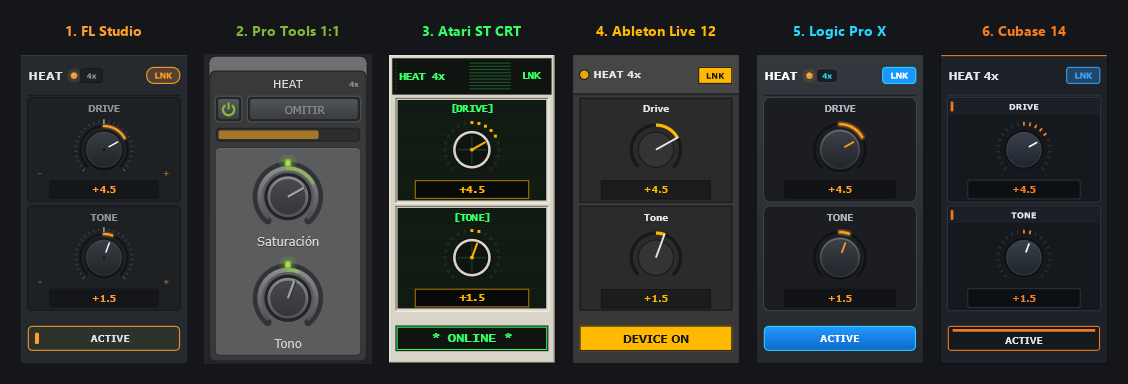 1. FL Studio
HEAT 4x LNK
DRIVE
- +
+4.5
TONE
- +
+1.5
ACTIVE
2. Pro Tools 1:1
HEAT 4x
OMITIR
Saturación
Tono
3. Atari ST CRT
HEAT 4x LNK
[DRIVE]
+4.5
[TONE]
+1.5
* ONLINE *
4. Ableton Live 12
HEAT 4x LNK
Drive
+4.5
Tone
+1.5
DEVICE ON
5. Logic Pro X
HEAT 4x LNK
DRIVE
+4.5
TONE
+1.5
ACTIVE
6. Cubase 14
HEAT 4x LNK
DRIVE
+4.5
TONE
+1.5
ACTIVE